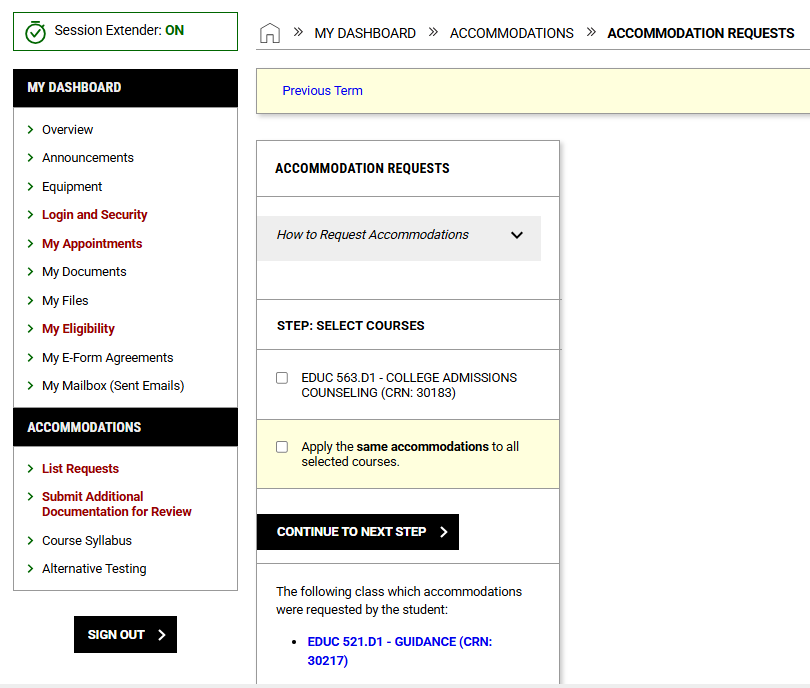 Session Extender: ON
MY DASHBOARD
Overview
Announcements
Equipment
Login and Security
My Appointments
My Documents
My Files
My Eligibility
My E-Form Agreements
My Mailbox (Sent Emails)
ACCOMMODATIONS
List Requests
Submit Additional
Documentation for Review
Course Syllabus
Alternative Testing
SIGN OUT
» MY DASHBOARD » ACCOMMODATIONS » ACCOMMODATION REQUESTS
Previous Term
ACCOMMODATION REQUESTS
How to Request Accommodations
STEP: SELECT COURSES
EDUC 563.D1 - COLLEGE ADMISSIONS
COUNSELING (CRN: 30183)
Apply the same accommodations to all
selected courses.
CONTINUE TO NEXT STEP
The following class which accommodations
were requested by the student:
• EDUC 521.D1 - GUIDANCE (CRN:
30217)